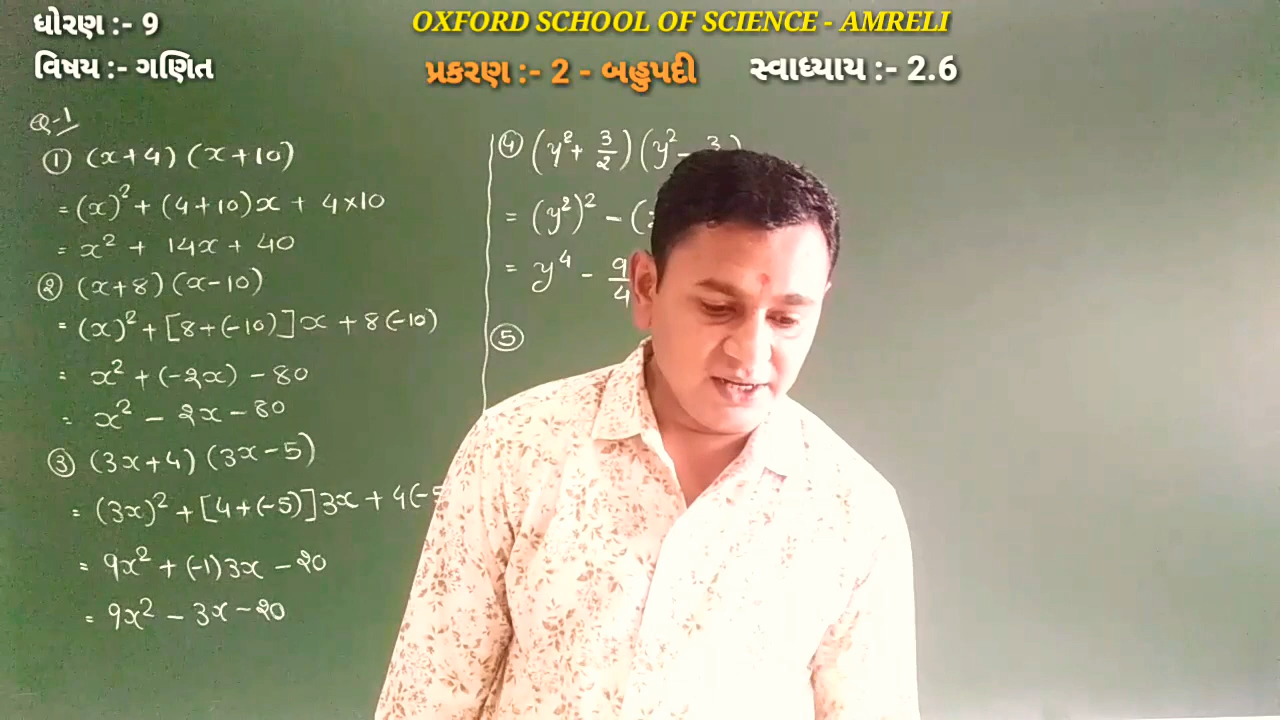 ધોરણ :- 9
OXFORD SCHOOL OF SCIENCE - AMRELI
વિષય :- ગણિત
પ્રકરણ :- 2 - બહુપદી
સ્વાધ્યાય :- 2.6
Q-1
① (x+4) (x+10)
= (x)² + (4+10)x + 4×10
= x² + 14x + 40
② (x+8) (x-10)
= (x)² + [8+(-10)]x + 8(-10)
= x² + (-2x) - 80
= x² - 2x - 80
③ (3x+4) (3x-5)
= (3x)² + [4+(-5)]3x + 4(-5
= 9x² + (-1)3x - 20
= 9x² - 3x - 20
④ (y² + 3/2) (y² - 3
= (y²)² - (
= y⁴ - 9/4
⑤